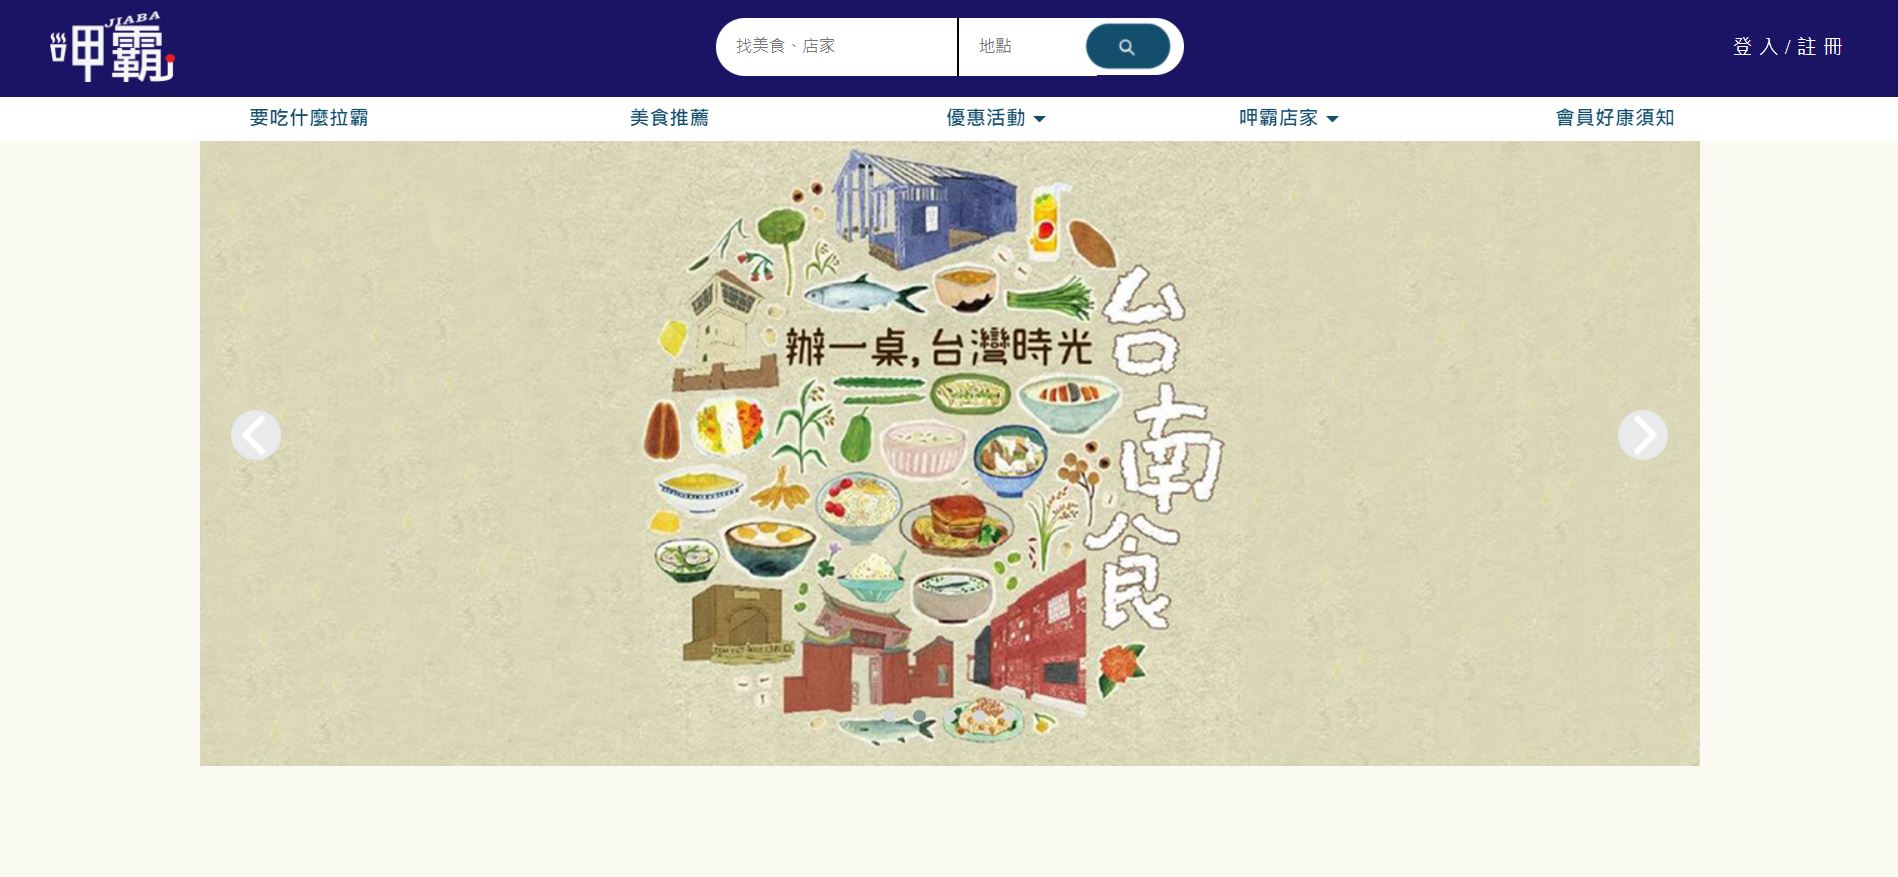 JIABA
呷霸
找美食、店家
地點
登入/註冊
要吃什麼拉霸
美食推薦
優惠活動
呷霸店家
會員好康須知
辦一桌,台灣時光
台南食